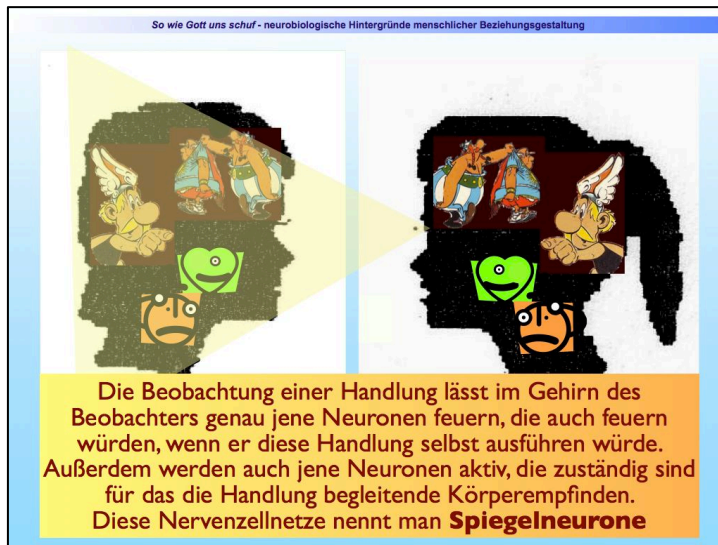 So wie Gott uns schuf - neurobiologische Hintergründe menschlicher Beziehungsgestaltung
Die Beobachtung einer Handlung lässt im Gehirn des
Beobachters genau jene Neuronen feuern, die auch feuern
würden, wenn er diese Handlung selbst ausführen würde.
Außerdem werden auch jene Neuronen aktiv, die zuständig sind
für das die Handlung begleitende Körperempfinden.
Diese Nervenzellnetze nennt man Spiegelneurone